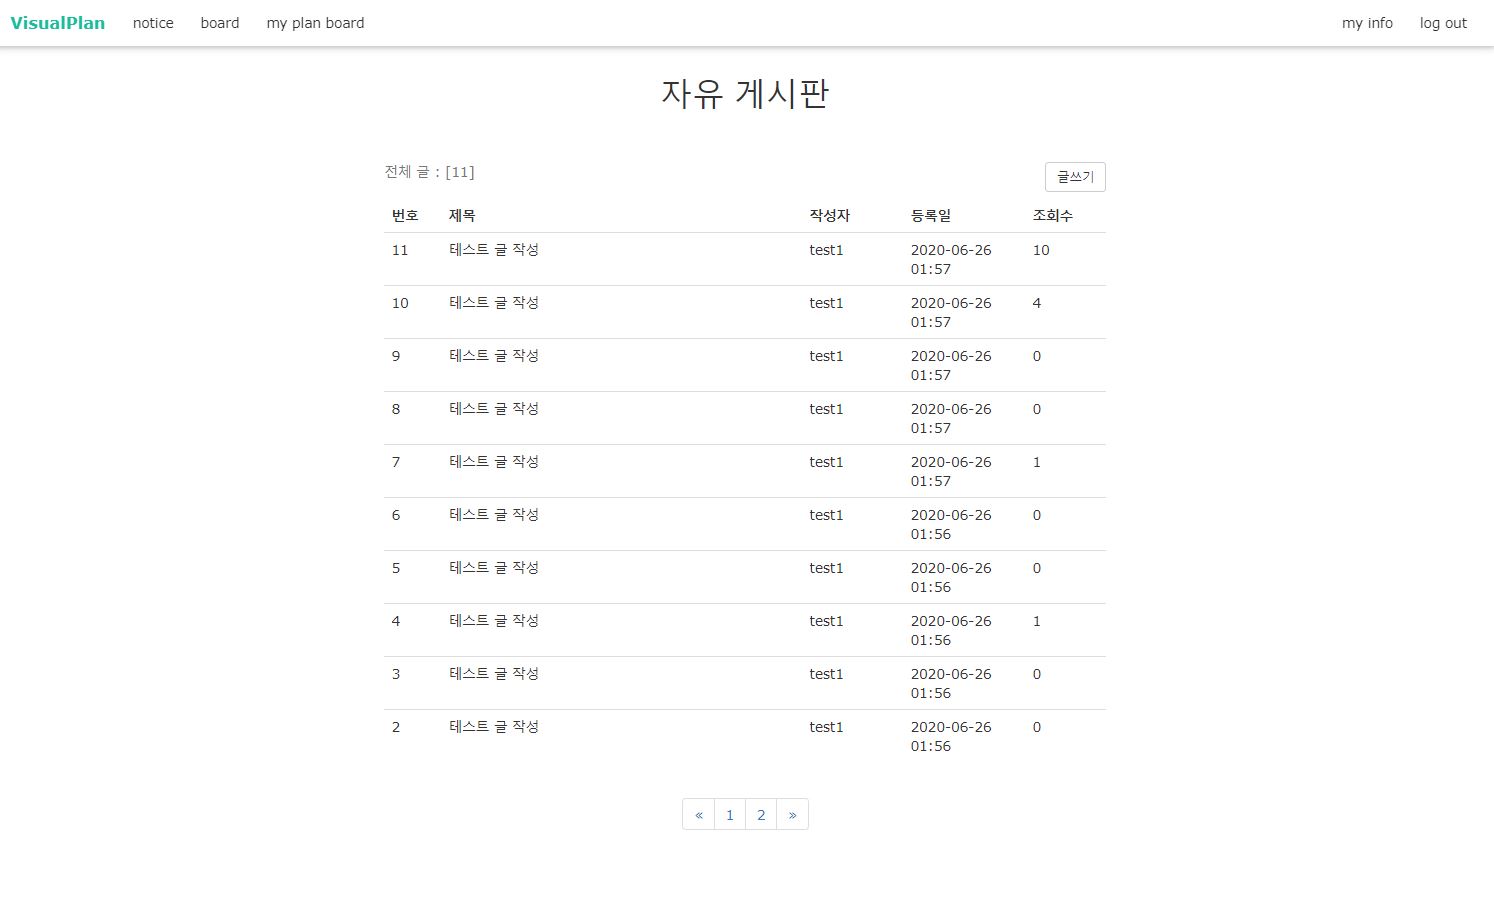 VisualPlan notice board my plan board my info log out
자유 게시판
전체 글 : [11] 글쓰기
번호 제목 작성자 등록일 조회수
11 테스트 글 작성 test1 2020-06-26 10
01:57
10 테스트 글 작성 test1 2020-06-26 4
01:57
9 테스트 글 작성 test1 2020-06-26 0
01:57
8 테스트 글 작성 test1 2020-06-26 0
01:57
7 테스트 글 작성 test1 2020-06-26 1
01:57
6 테스트 글 작성 test1 2020-06-26 0
01:56
5 테스트 글 작성 test1 2020-06-26 0
01:56
4 테스트 글 작성 test1 2020-06-26 1
01:56
3 테스트 글 작성 test1 2020-06-26 0
01:56
2 테스트 글 작성 test1 2020-06-26 0
01:56
« 1 2 »